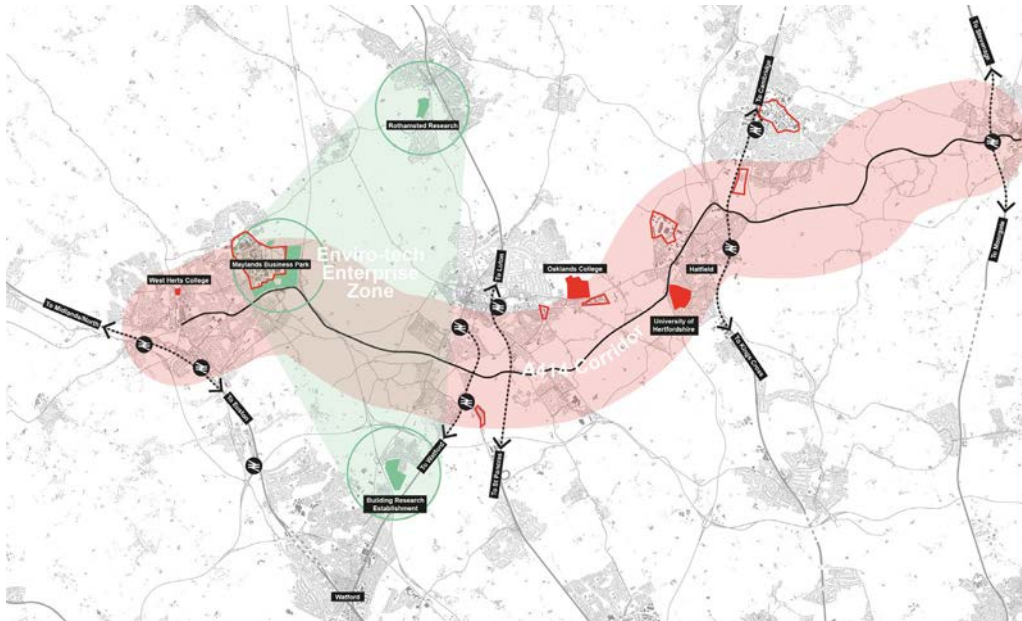 To Stevenage
To Cambridge
Rothamsted Research
Enviro-tech
Enterprise
Zone
Maylands Business Park
West Herts College
To Luton
Oaklands College
Hatfield
University of
Hertfordshire
To Midlands/North
To Euston
A414 Corridor
To Kings Cross
To Moorgate
To Watford
To St Pancras
Building Research
Establishment
Watford